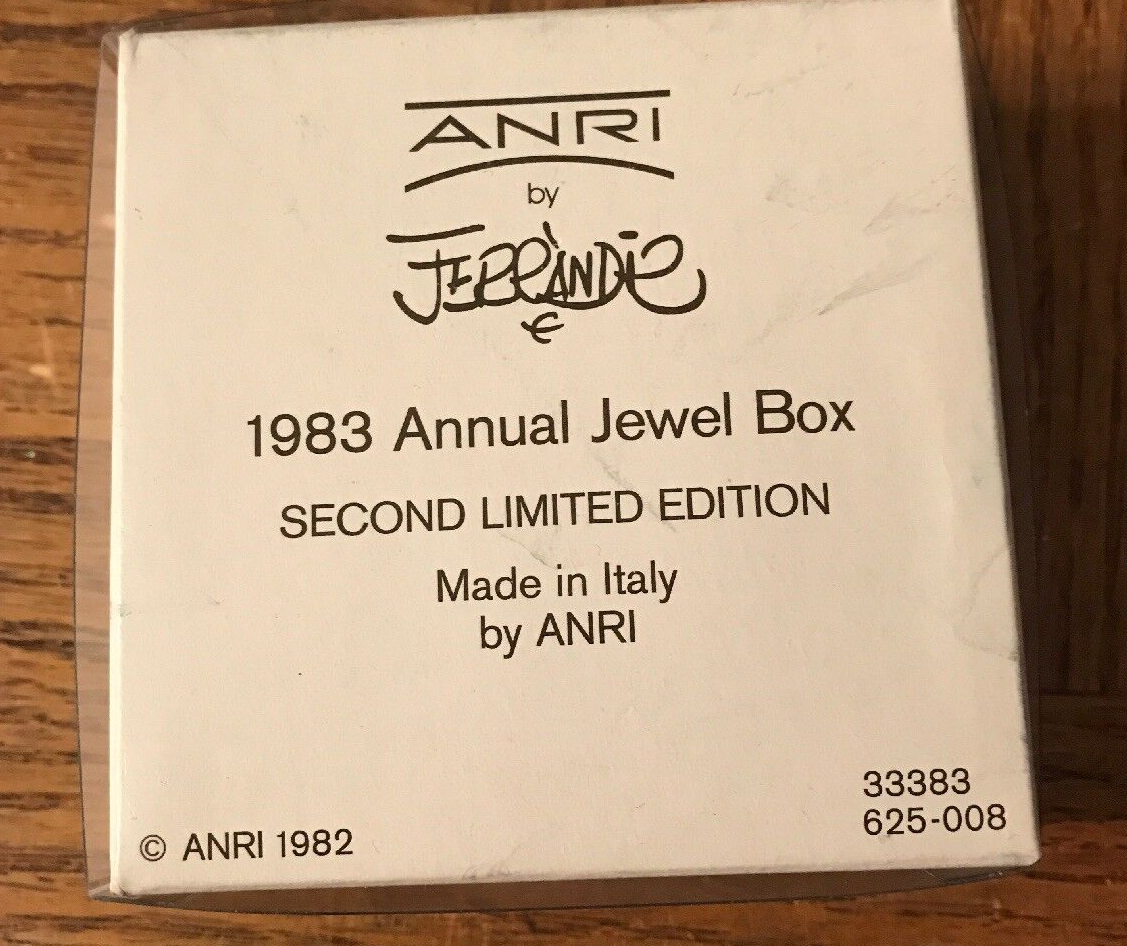 ANRI
by
FERRÀNDIZ
1983 Annual Jewel Box
SECOND LIMITED EDITION
Made in Italy
by ANRI
33383
625-008
© ANRI 1982